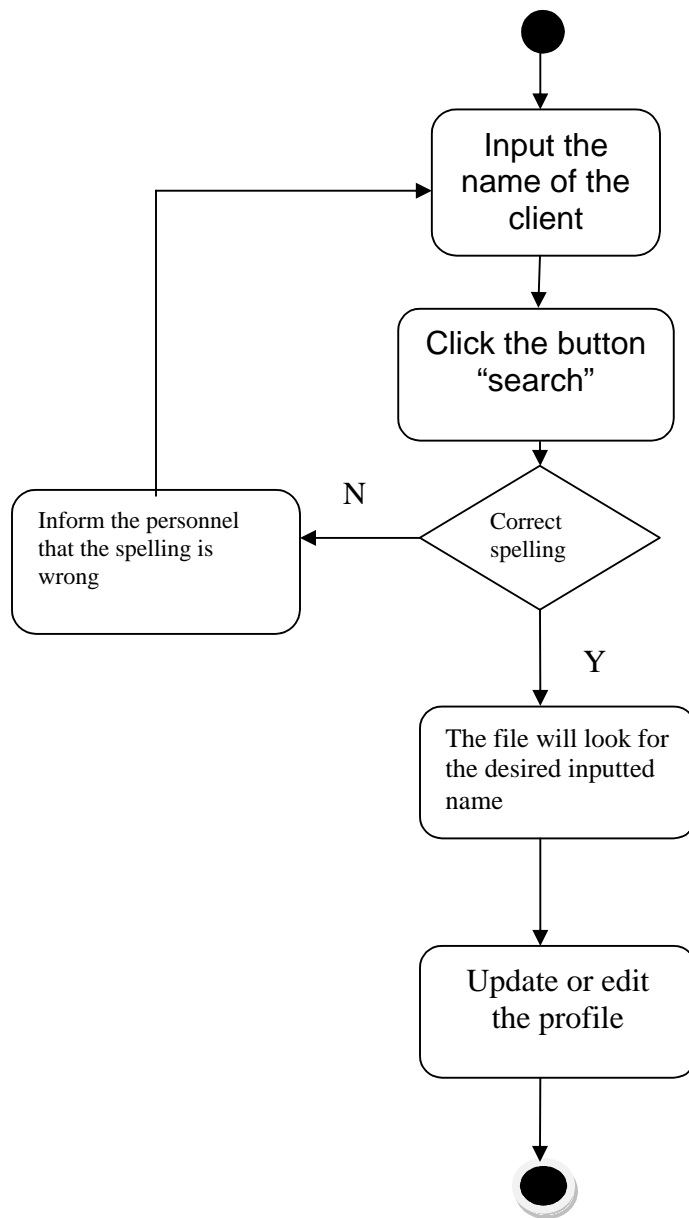 Input the
name of the
client
Click the button
“search”
N
Correct
spelling
Inform the personnel
that the spelling is
wrong
Y
The file will look for
the desired inputted
name
Update or edit
the profile